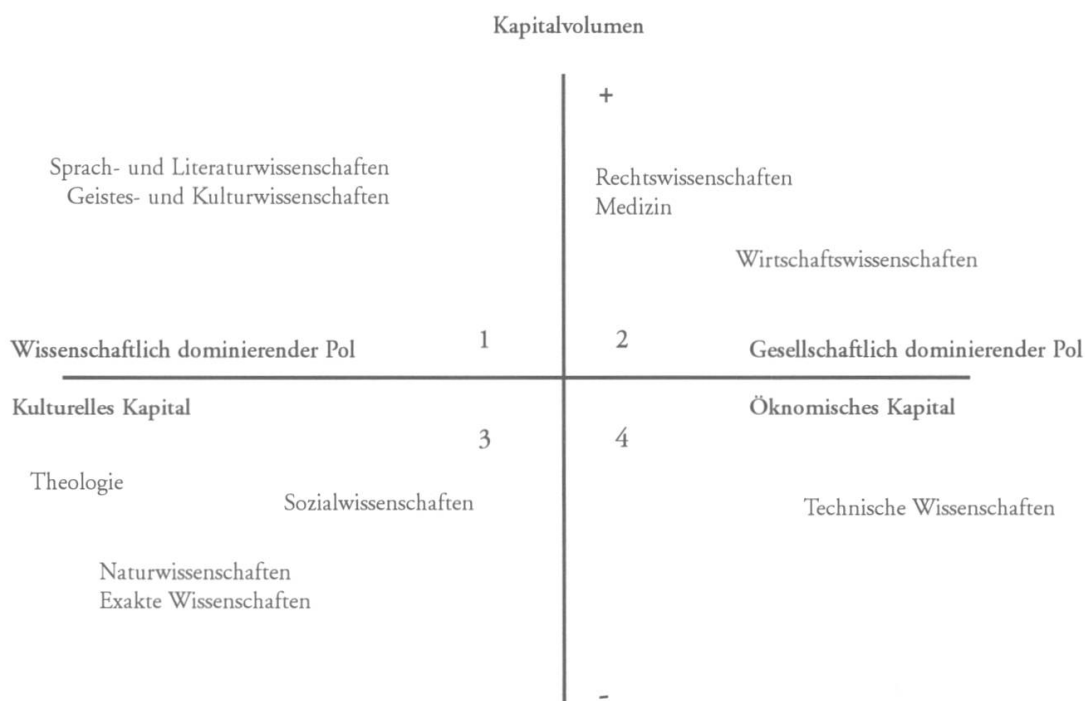 Kapitalvolumen
+
Sprach- und Literaturwissenschaften
Geistes- und Kulturwissenschaften
Rechtswissenschaften
Medizin
Wirtschaftswissenschaften
Wissenschaftlich dominierender Pol
1
2
Gesellschaftlich dominierender Pol
Kulturelles Kapital
Öknomisches Kapital
3
4
Theologie
Sozialwissenschaften
Technische Wissenschaften
Naturwissenschaften
Exakte Wissenschaften
-